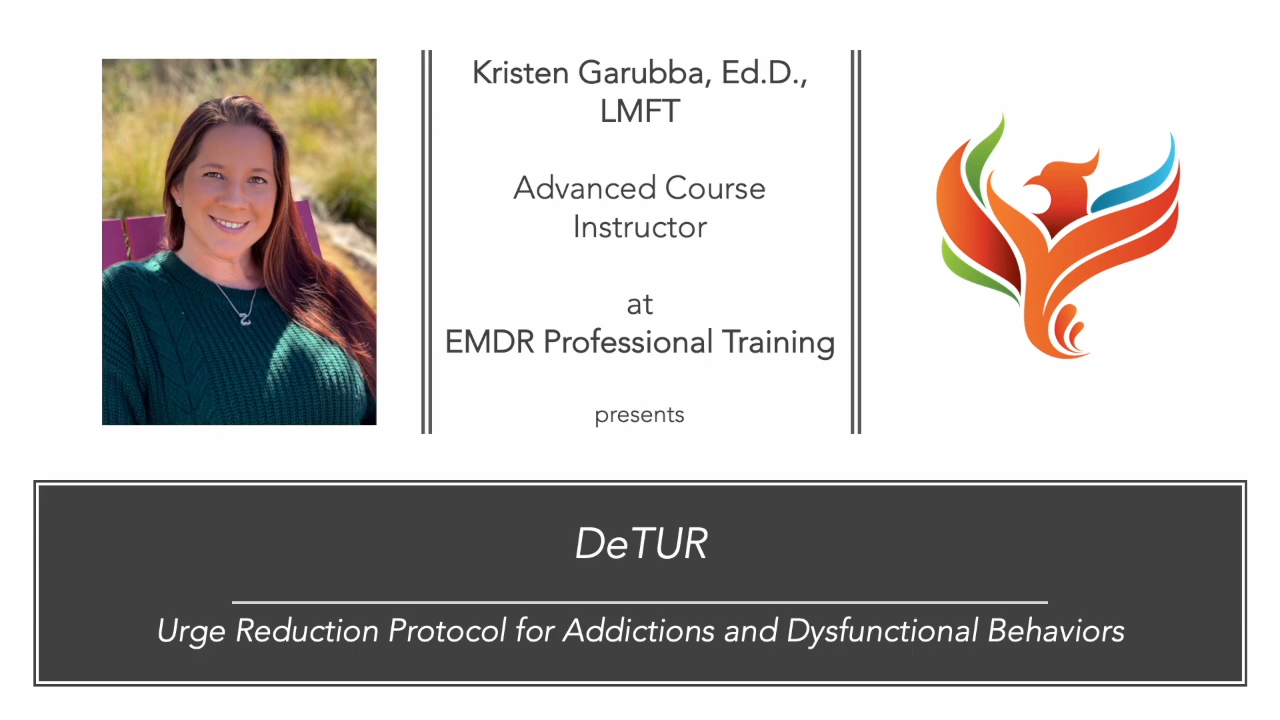 Kristen Garubba, Ed.D.,
LMFT
Advanced Course
Instructor
at
EMDR Professional Training
presents
DeTUR
Urge Reduction Protocol for Addictions and Dysfunctional Behaviors